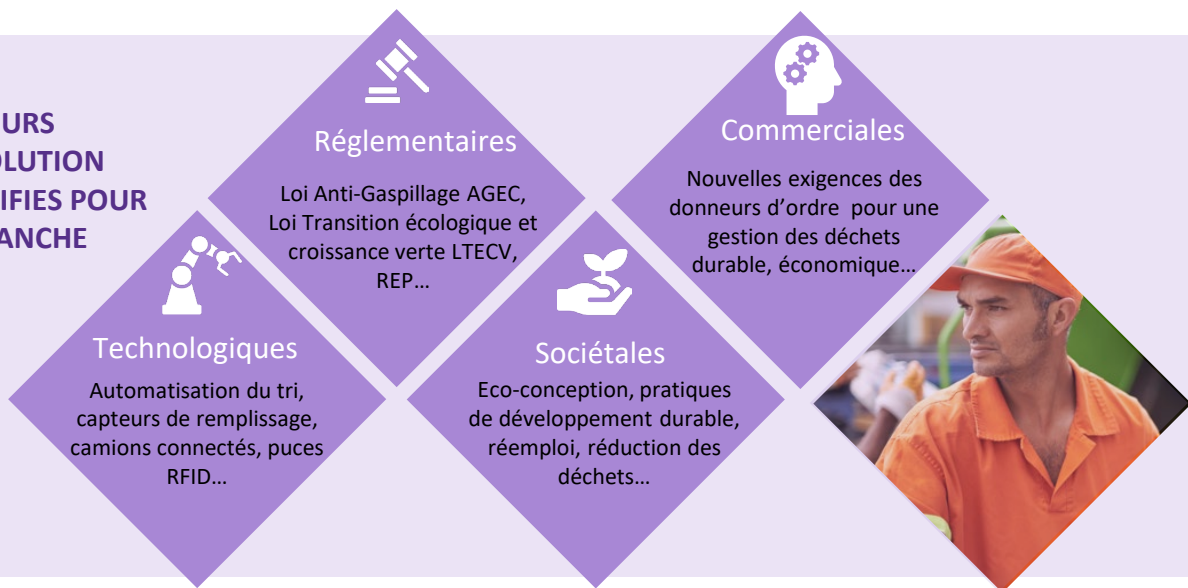 URS
OLUTION
IFIES POUR
ANCHE
Réglementaires
Loi Anti-Gaspillage AGEC,
Loi Transition écologique et
croissance verte LTECV,
REP…
Commerciales
Nouvelles exigences des
donneurs d’ordre pour une
gestion des déchets
durable, économique…
Technologiques
Automatisation du tri,
capteurs de remplissage,
camions connectés, puces
RFID…
Sociétales
Eco-conception, pratiques
de développement durable,
réemploi, réduction des
déchets…